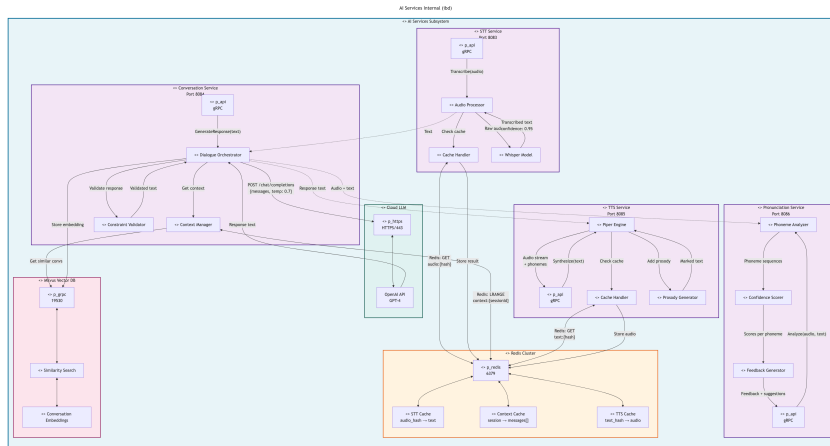 AI Services Internal (ibd)
<> AI Services Subsystem
<> STT Service
Port 8083
<> p_api
gRPC
Transcribe(audio)
<> Audio Processor
Text
Check cache
Raw audio
Transcribed text
confidence: 0.95
<> Cache Handler
<> Whisper Model
<> Conversation Service
<> p_api
gRPC
GenerateResponse(text)
<> Dialogue Orchestrator
Validate response
Validated text
Get context
POST /chat/completions
{messages, temp: 0.7}
Response text
Audio + text
Store embedding
<> Constraint Validator
<> Context Manager
Response text
Get similar convs
<> Cloud LLM
<> p_https
HTTPS/443
OpenAI API
GPT-4
Redis: GET
audio:{hash}
Store result
Redis: LRANGE
context:{sessionId}
<> TTS Service
Port 8085
<> Piper Engine
Audio stream
+ phonemes
Synthesize(text)
Check cache
Add prosody
Marked text
<> p_api
gRPC
<> Cache Handler
<> Prosody Generator
Redis: GET
text:{hash}
Store audio
<> Pronunciation Service
Port 8086
<> Phoneme Analyzer
Phoneme sequences
<> Confidence Scorer
Scores per phoneme
Analyze(audio, text)
<> Feedback Generator
Feedback + suggestions
<> p_api
gRPC
<> Milvus Vector DB
<> p_grpc
19530
<> Similarity Search
<> Conversation
Embeddings
<> Redis Cluster
<> p_redis
6379
<> STT Cache
audio_hash → text
<> Context Cache
session → messages[]
<> TTS Cache
text_hash → audio